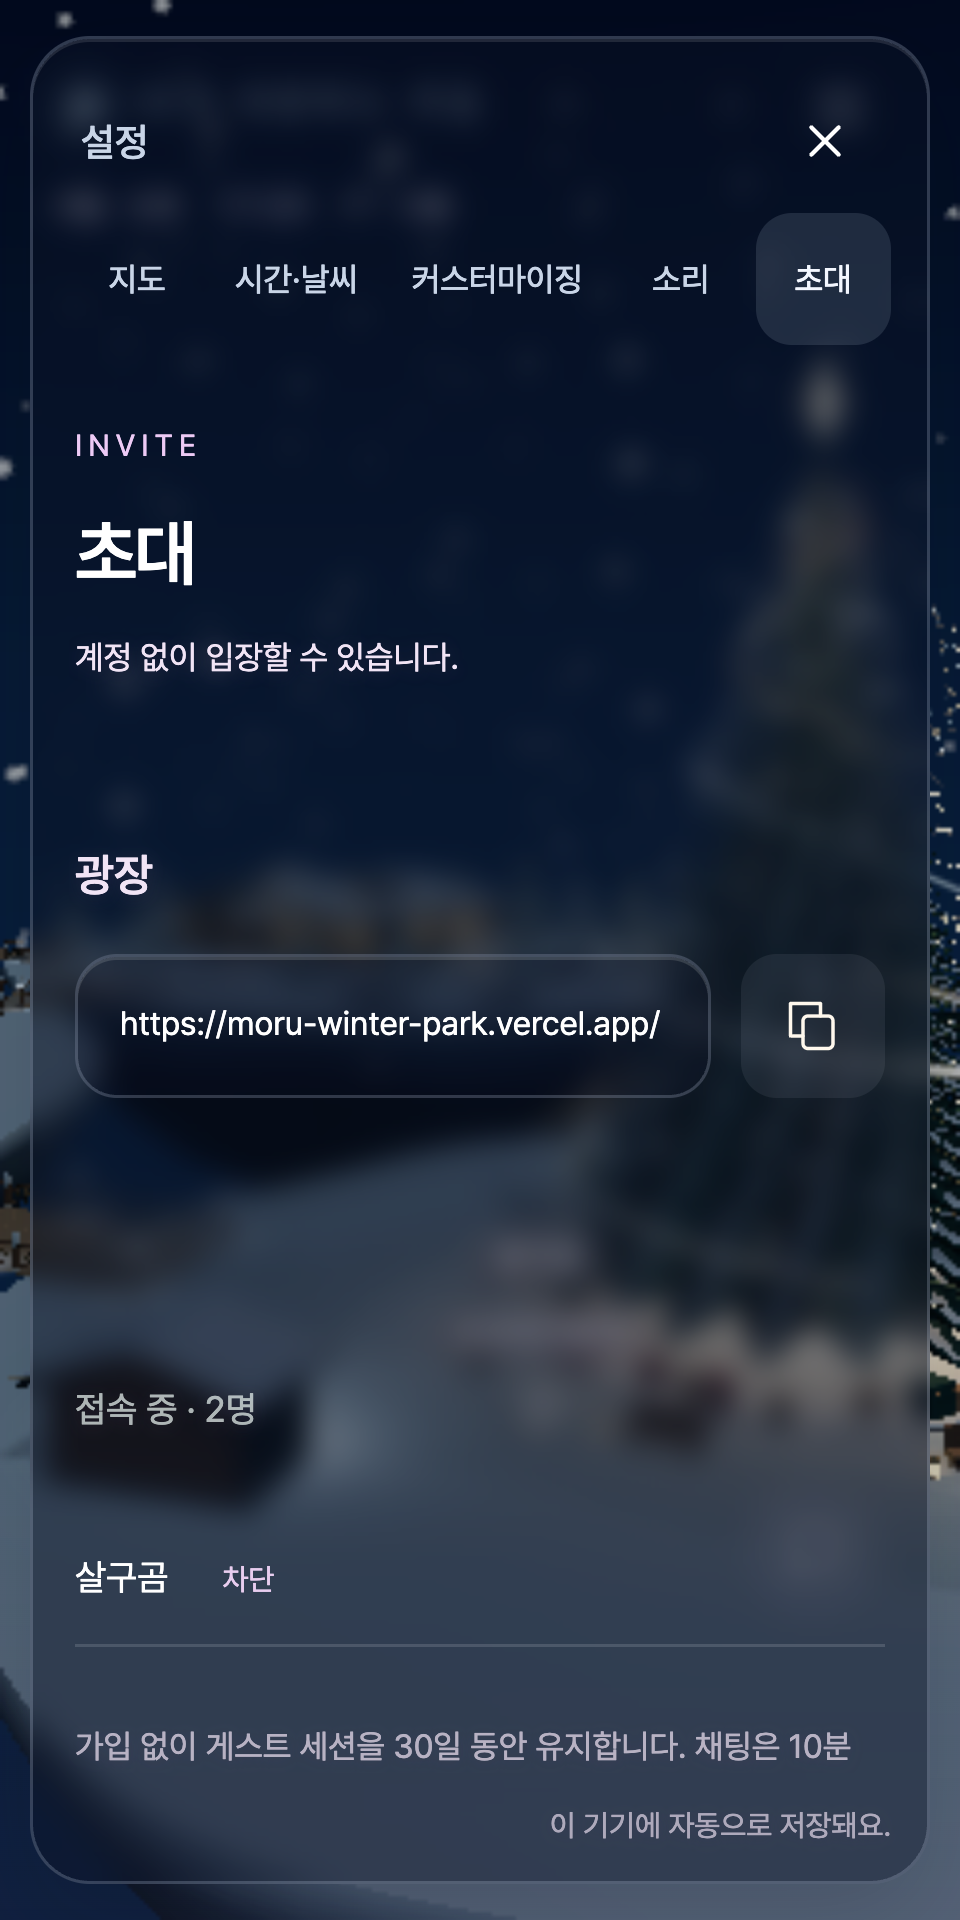 설정
지도 시간·날씨 커스터마이징 소리 초대
INVITE
초대
계정 없이 입장할 수 있습니다.
광장
https://moru-winter-park.vercel.app/
접속 중 · 2명
살구곰 차단
가입 없이 게스트 세션을 30일 동안 유지합니다. 채팅은 10분
이 기기에 자동으로 저장돼요.